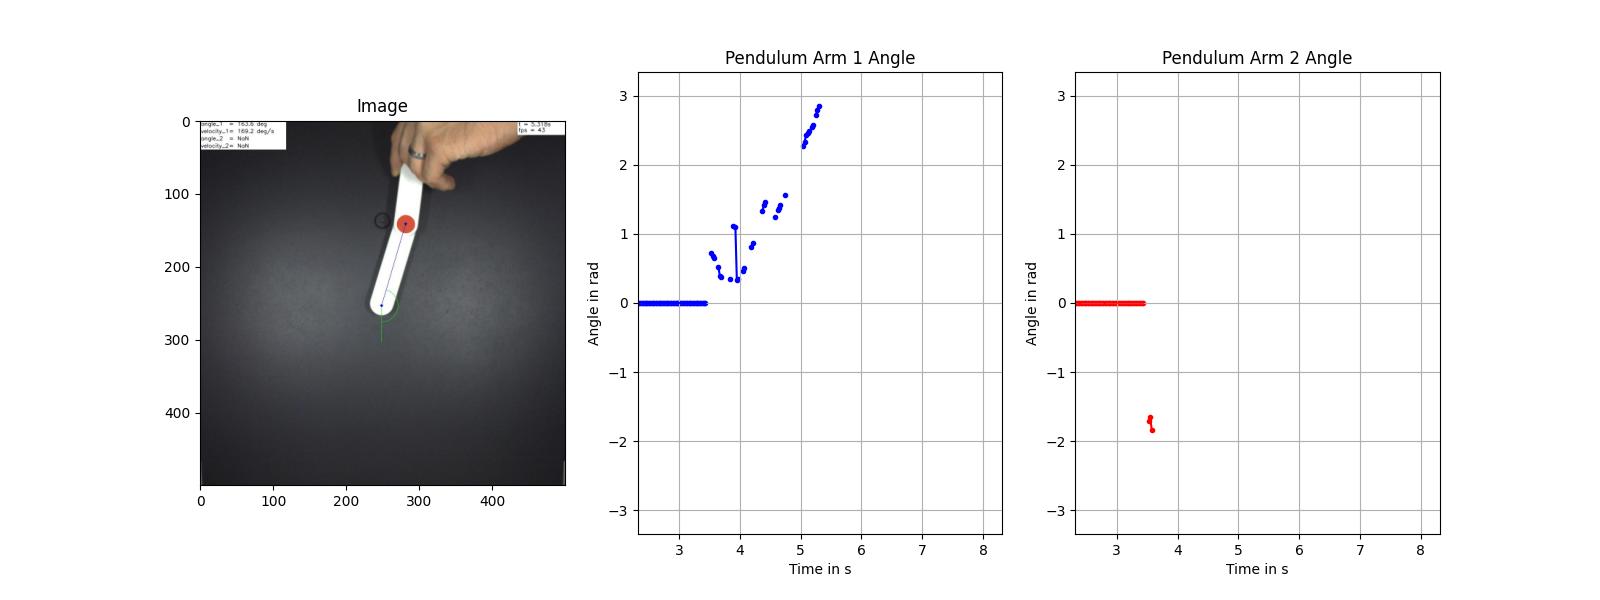 Image
angle_1 = 163.6 deg
velocity_1= 169.2 deg/s
angle_2 = NaN
velocity_2= NaN
t = 5.318s
fps = 43
0
100
200
300
400
0 100 200 300 400
Pendulum Arm 1 Angle
3
2
1
0
−1
−2
−3
Angle in rad
3 4 5 6 7 8
Time in s
Pendulum Arm 2 Angle
3
2
1
0
−1
−2
−3
Angle in rad
3 4 5 6 7 8
Time in s